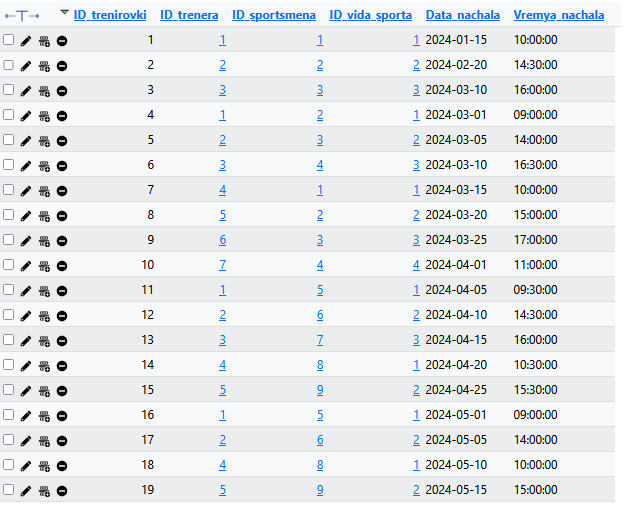 ←T→ ID_trenirovki ID_trenera ID_sportsmena ID_vida_sporta Data_nachala Vremya_nachala
1 1 1 1 2024-01-15 10:00:00
2 2 2 2 2024-02-20 14:30:00
3 3 3 3 2024-03-10 16:00:00
4 1 2 1 2024-03-01 09:00:00
5 2 3 2 2024-03-05 14:00:00
6 3 4 3 2024-03-10 16:30:00
7 4 1 1 2024-03-15 10:00:00
8 5 2 2 2024-03-20 15:00:00
9 6 3 3 2024-03-25 17:00:00
10 7 4 4 2024-04-01 11:00:00
11 1 5 1 2024-04-05 09:30:00
12 2 6 2 2024-04-10 14:30:00
13 3 7 3 2024-04-15 16:00:00
14 4 8 1 2024-04-20 10:30:00
15 5 9 2 2024-04-25 15:30:00
16 1 5 1 2024-05-01 09:00:00
17 2 6 2 2024-05-05 14:00:00
18 4 8 1 2024-05-10 10:00:00
19 5 9 2 2024-05-15 15:00:00